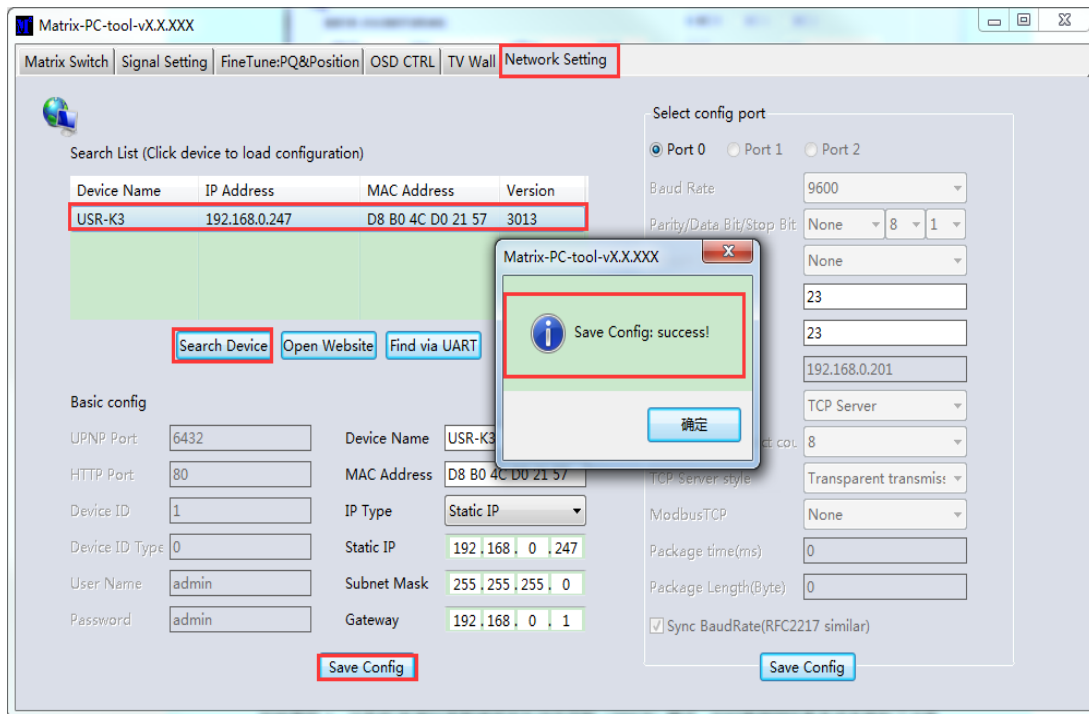 Matrix-PC-tool-vX.X.XXX
Matrix Switch Signal Setting FineTune:PQ&Position OSD CTRL TV Wall Network Setting
Search List (Click device to load configuration)
Device Name IP Address MAC Address Version
USR-K3 192.168.0.247 D8 B0 4C D0 21 57 3013
Search Device Open Website Find via UART
Basic config
UPNP Port 6432
HTTP Port 80
Device ID 1
Device ID Type 0
User Name admin
Password admin
Device Name USR-K3
MAC Address D8 B0 4C D0 21 57
IP Type Static IP
Static IP 192 . 168 . 0 . 247
Subnet Mask 255 . 255 . 255 . 0
Gateway 192 . 168 . 0 . 1
Save Config
Matrix-PC-tool-vX.X.XXX
Save Config: success!
确定
Select config port
Port 0 Port 1 Port 2
Baud Rate 9600
Parity/Data Bit/Stop Bit None 8 1
None
23
23
192.168.0.201
TCP Server
ct cou 8
TCP Server style Transparent transmis:
ModbusTCP None
Package time(ms) 0
Package Length(Byte) 0
Sync BaudRate(RFC2217 similar)
Save Config